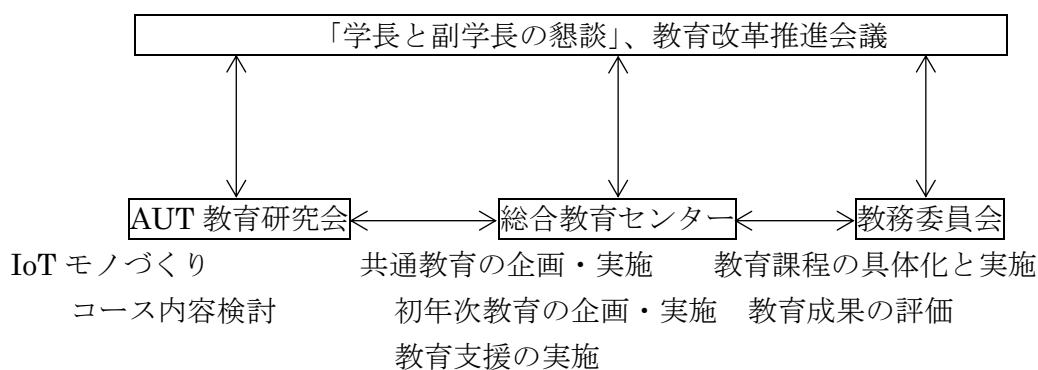 「学長と副学長の懇談」、教育改革推進会議
AUT 教育研究会 総合教育センター 教務委員会
IoT モノづくり 共通教育の企画・実施 教育課程の具体化と実施
コース内容検討 初年次教育の企画・実施 教育成果の評価
教育支援の実施